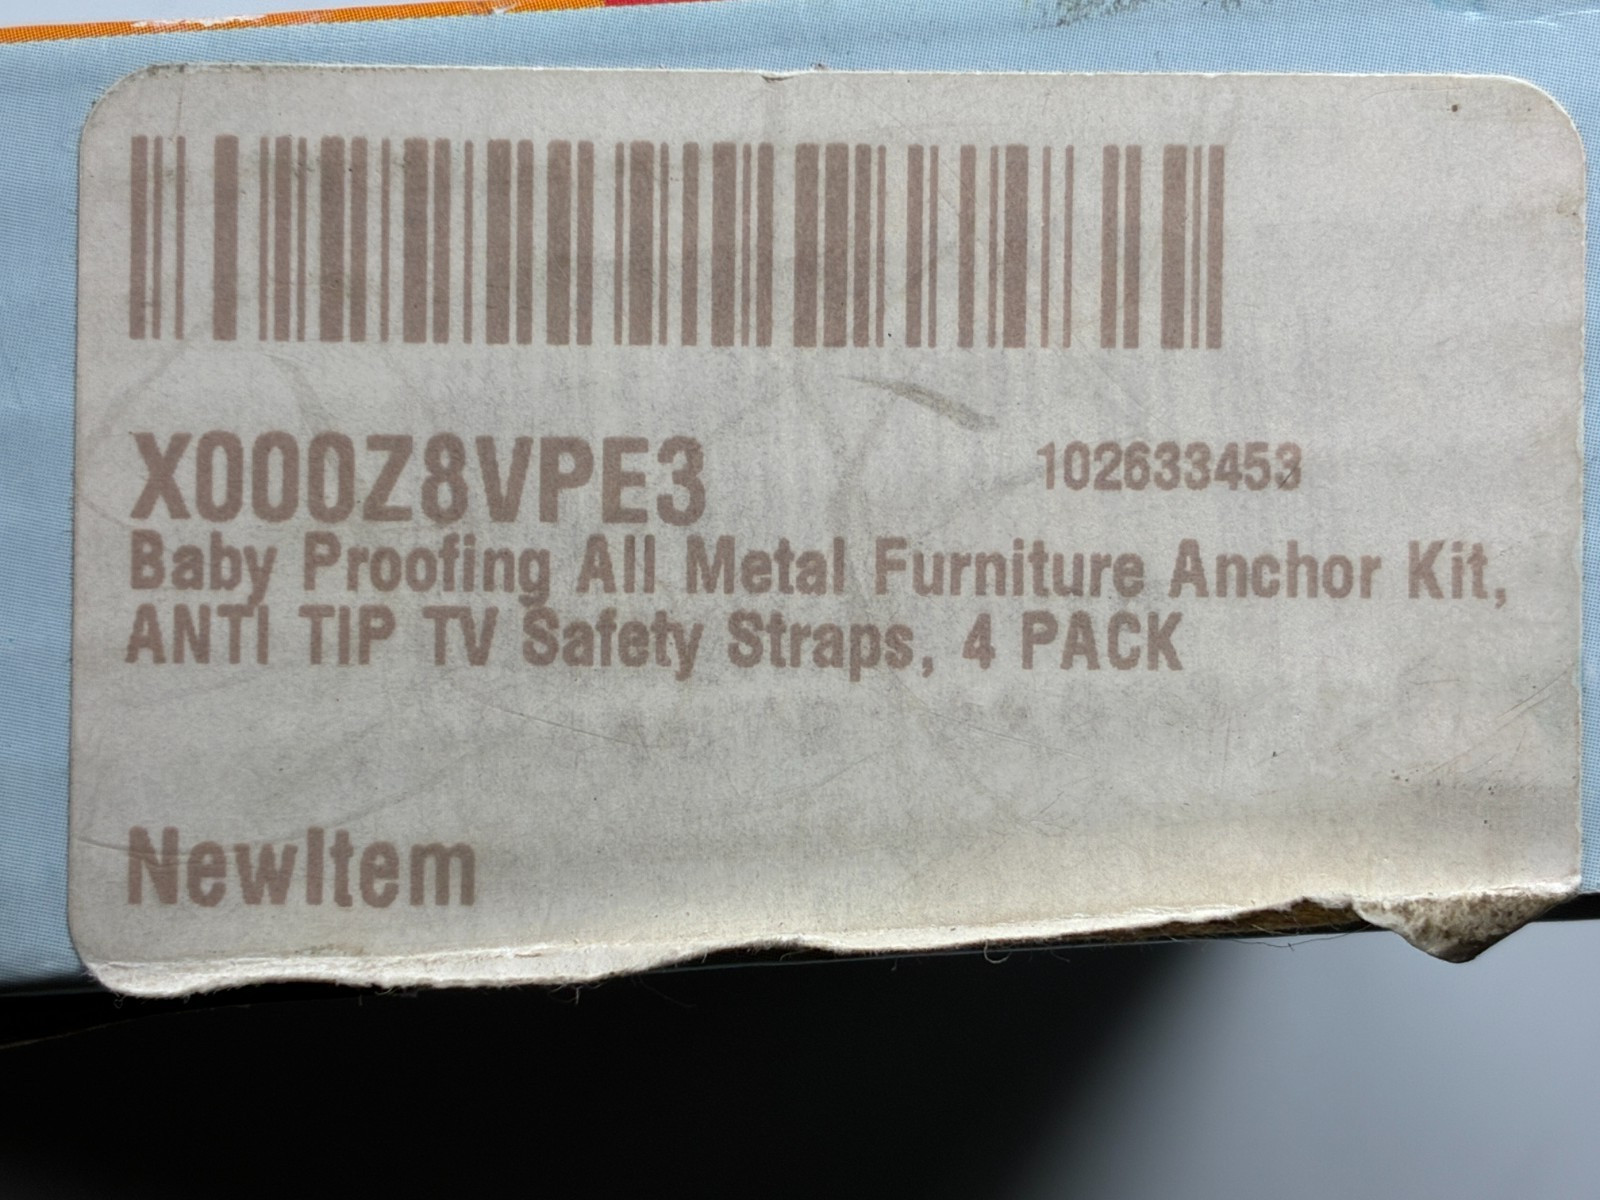 X000Z8VPE3 102633453
Baby Proofing All Metal Furniture Anchor Kit,
ANTI TIP TV Safety Straps, 4 PACK
NewItem